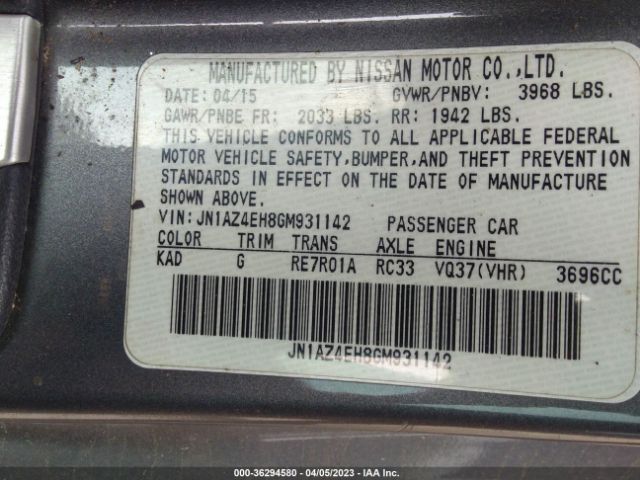 MANUFACTURED BY NISSAN MOTOR CO.,LTD.
DATE: 04/15 GVWR/PNBV: 3968 LBS.
GAWR/PNBE FR: 2033 LBS. RR: 1942 LBS.
THIS VEHICLE CONFORMS TO ALL APPLICABLE FEDERAL
MOTOR VEHICLE SAFETY,BUMPER,AND THEFT PREVENTION
STANDARDS IN EFFECT ON THE DATE OF MANUFACTURE
SHOWN ABOVE.
VIN: JN1AZ4EH8GM931142 PASSENGER CAR
COLOR TRIM TRANS AXLE ENGINE
KAD G RE7R01A RC33 VQ37(VHR) 3696CC
JN1AZ4EH8GM931142
000-36294580 - 04/05/2023 - IAA Inc.